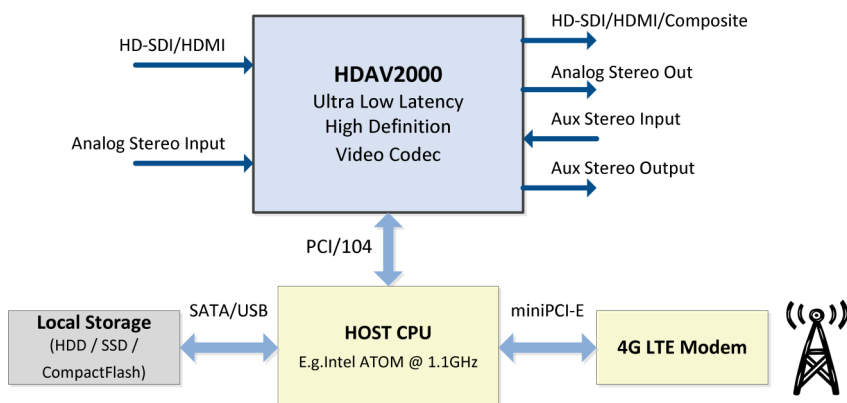 HD-SDI/HDMI
Analog Stereo Input
HDAV2000
Ultra Low Latency
High Definition
Video Codec
HD-SDI/HDMI/Composite
Analog Stereo Out
Aux Stereo Input
Aux Stereo Output
PCI/104
Local Storage
(HDD / SSD /
CompactFlash)
SATA/USB
HOST CPU
E.g.Intel ATOM @ 1.1GHz
miniPCI-E
4G LTE Modem